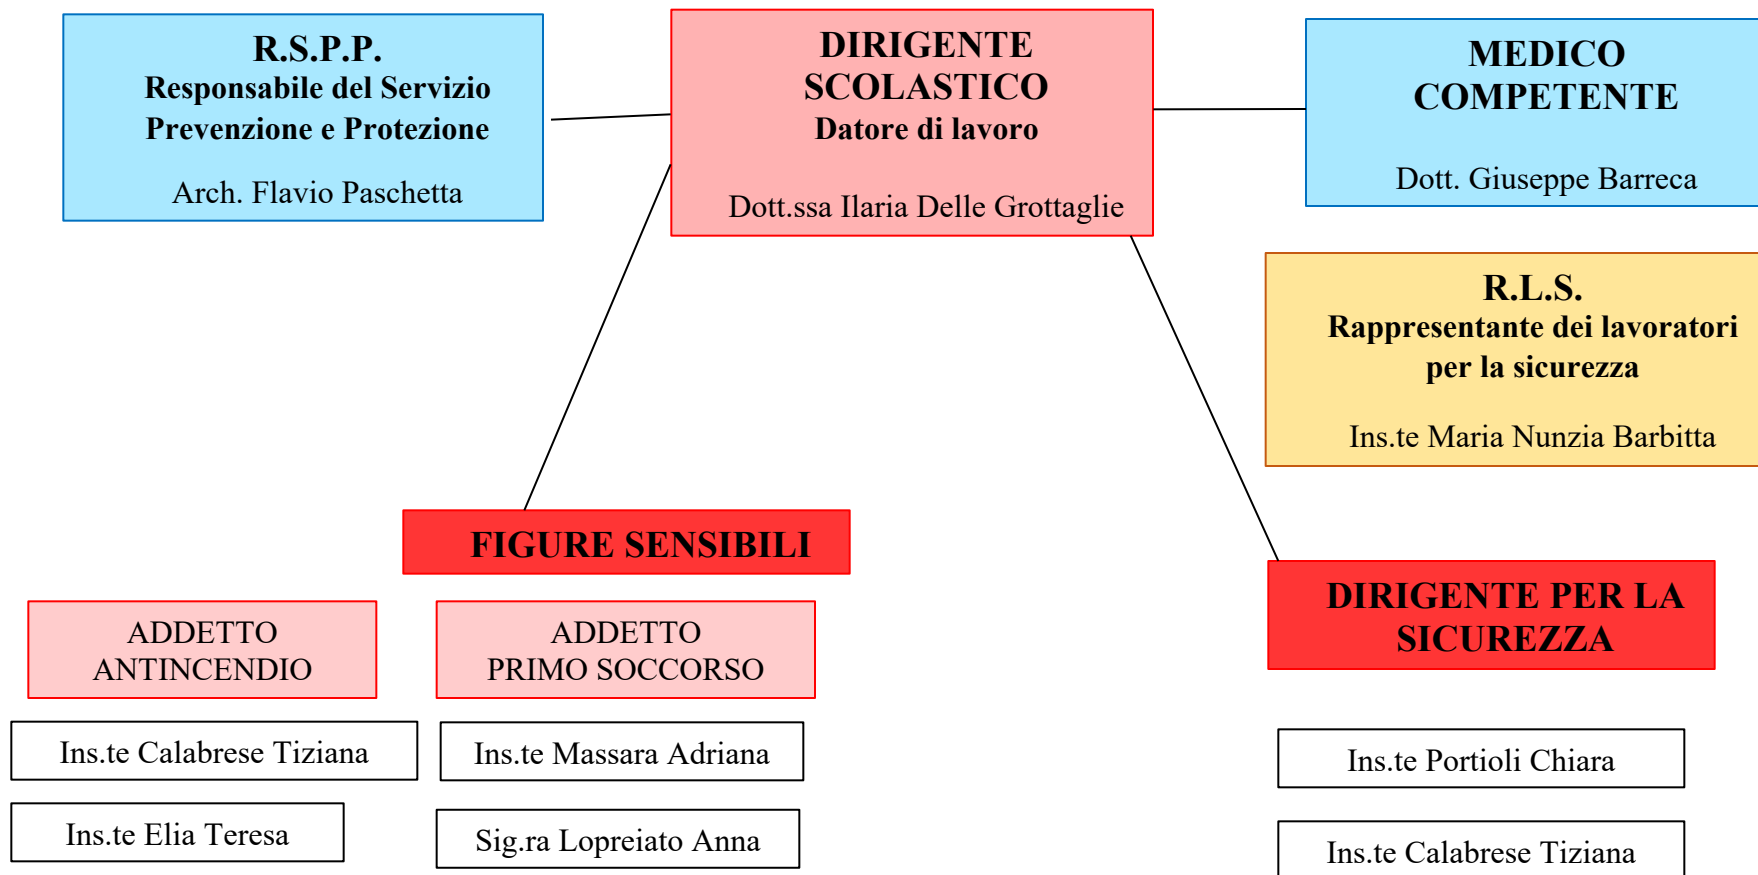 R.S.P.P.
Responsabile del Servizio
Prevenzione e Protezione
Arch. Flavio Paschetta
DIRIGENTE
SCOLASTICO
Datore di lavoro
Dott.ssa Ilaria Delle Grottaglie
MEDICO
COMPETENTE
Dott. Giuseppe Barreca
R.L.S.
Rappresentante dei lavoratori
per la sicurezza
Ins.te Maria Nunzia Barbitta
FIGURE SENSIBILI
ADDETTO
ANTINCENDIO
Ins.te Calabrese Tiziana
Ins.te Elia Teresa
ADDETTO
PRIMO SOCCORSO
Ins.te Massara Adriana
Sig.ra Lopreiato Anna
DIRIGENTE PER LA
SICUREZZA
Ins.te Portioli Chiara
Ins.te Calabrese Tiziana